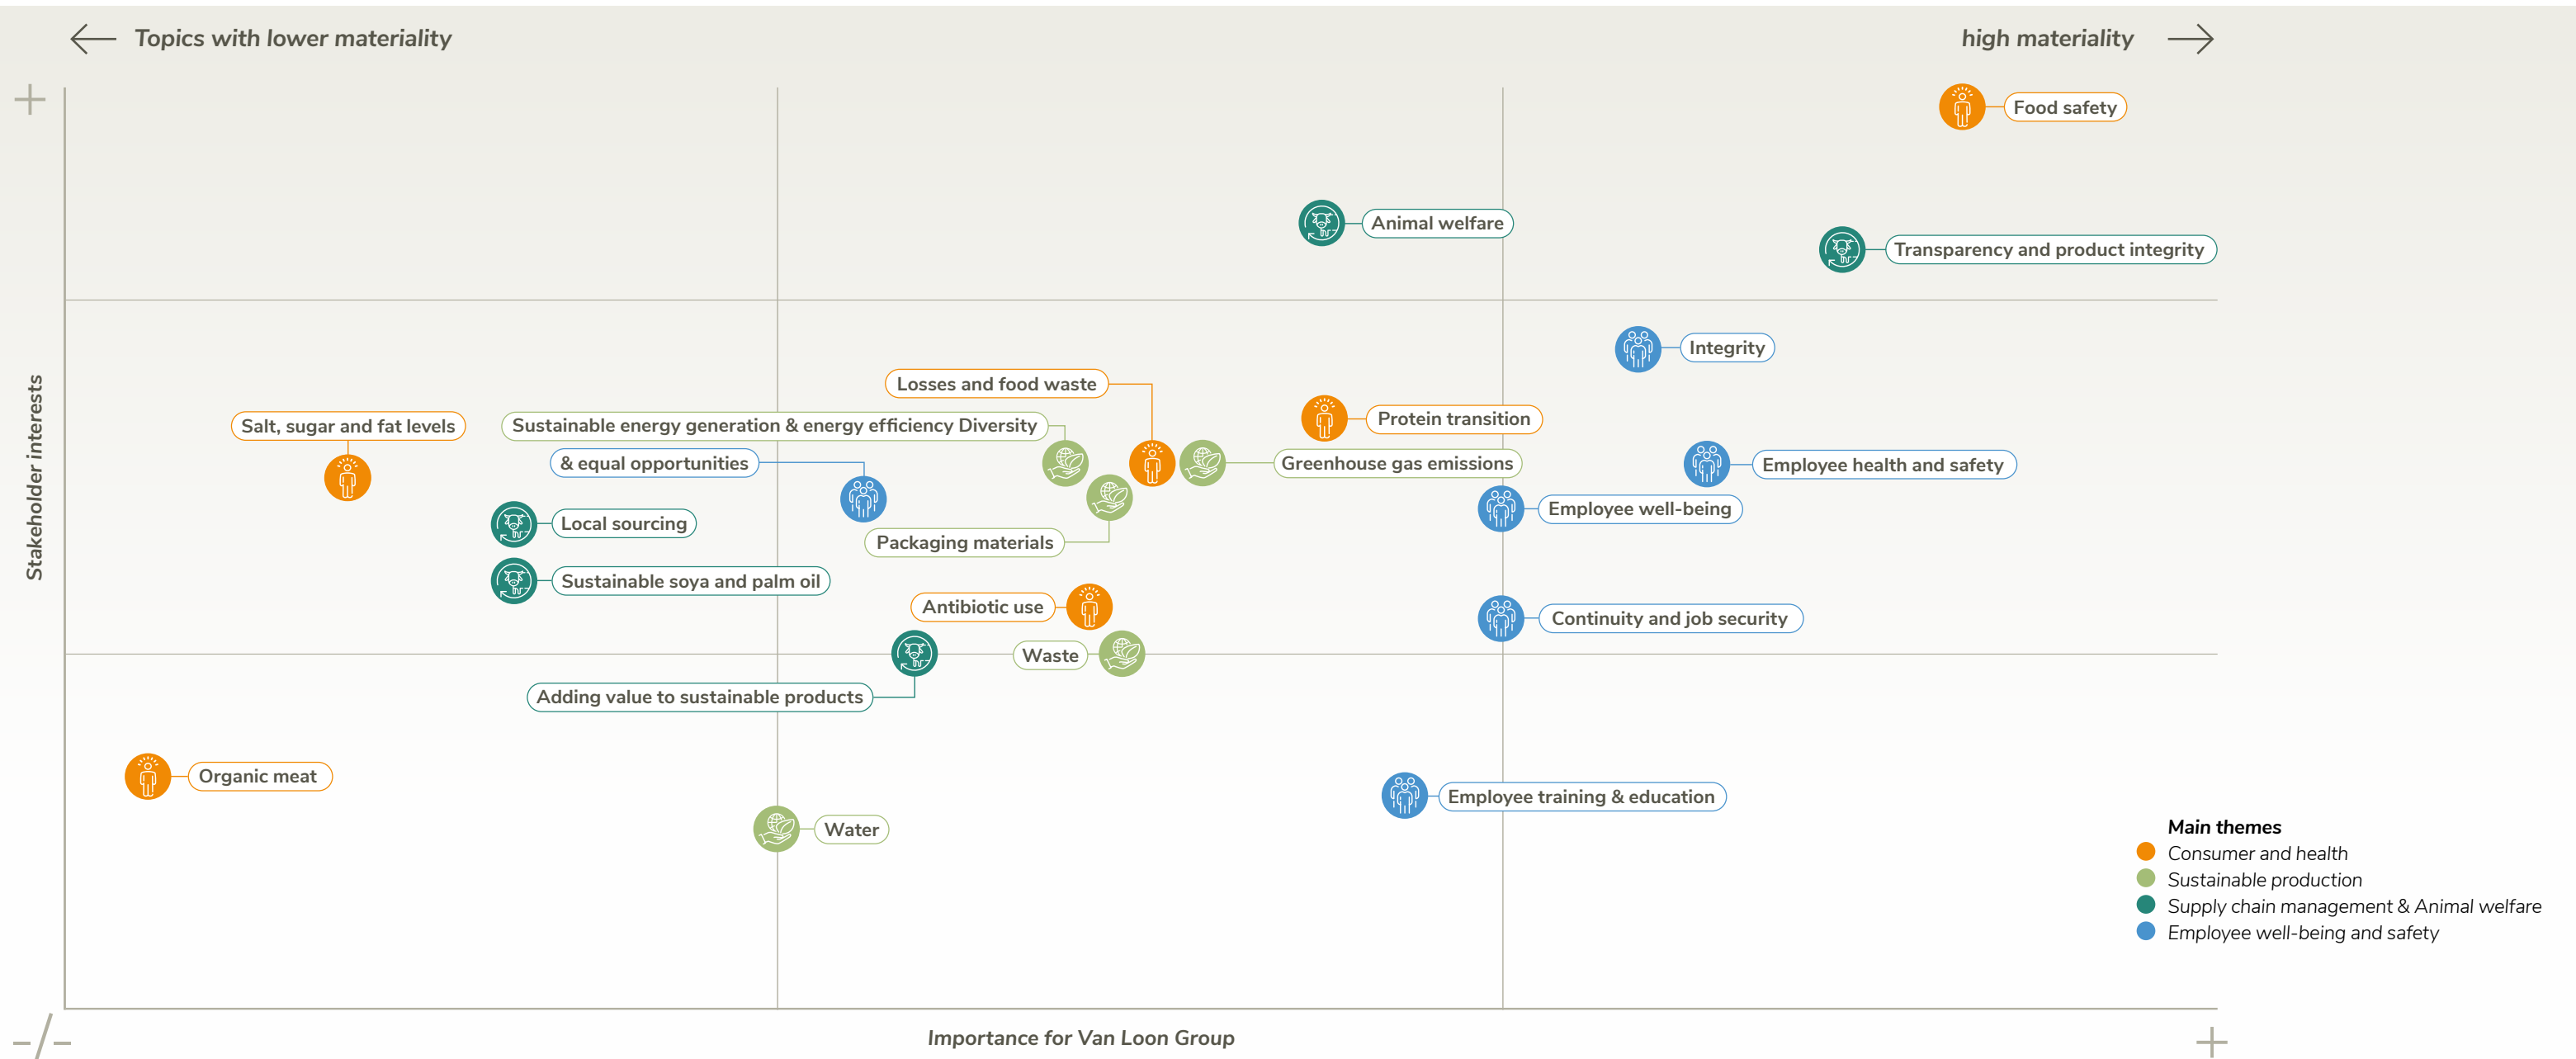 Topics with lower materiality
high materiality
Food safety
Animal welfare
Transparency and product integrity
Integrity
Losses and food waste
Protein transition
Salt, sugar and fat levels
Sustainable energy generation & energy efficiency Diversity
& equal opportunities
Greenhouse gas emissions
Employee health and safety
Employee well-being
Local sourcing
Packaging materials
Sustainable soya and palm oil
Antibiotic use
Continuity and job security
Waste
Adding value to sustainable products
Organic meat
Employee training & education
Water
Stakeholder interests
Importance for Van Loon Group
Main themes
Consumer and health
Sustainable production
Supply chain management & Animal welfare
Employee well-being and safety